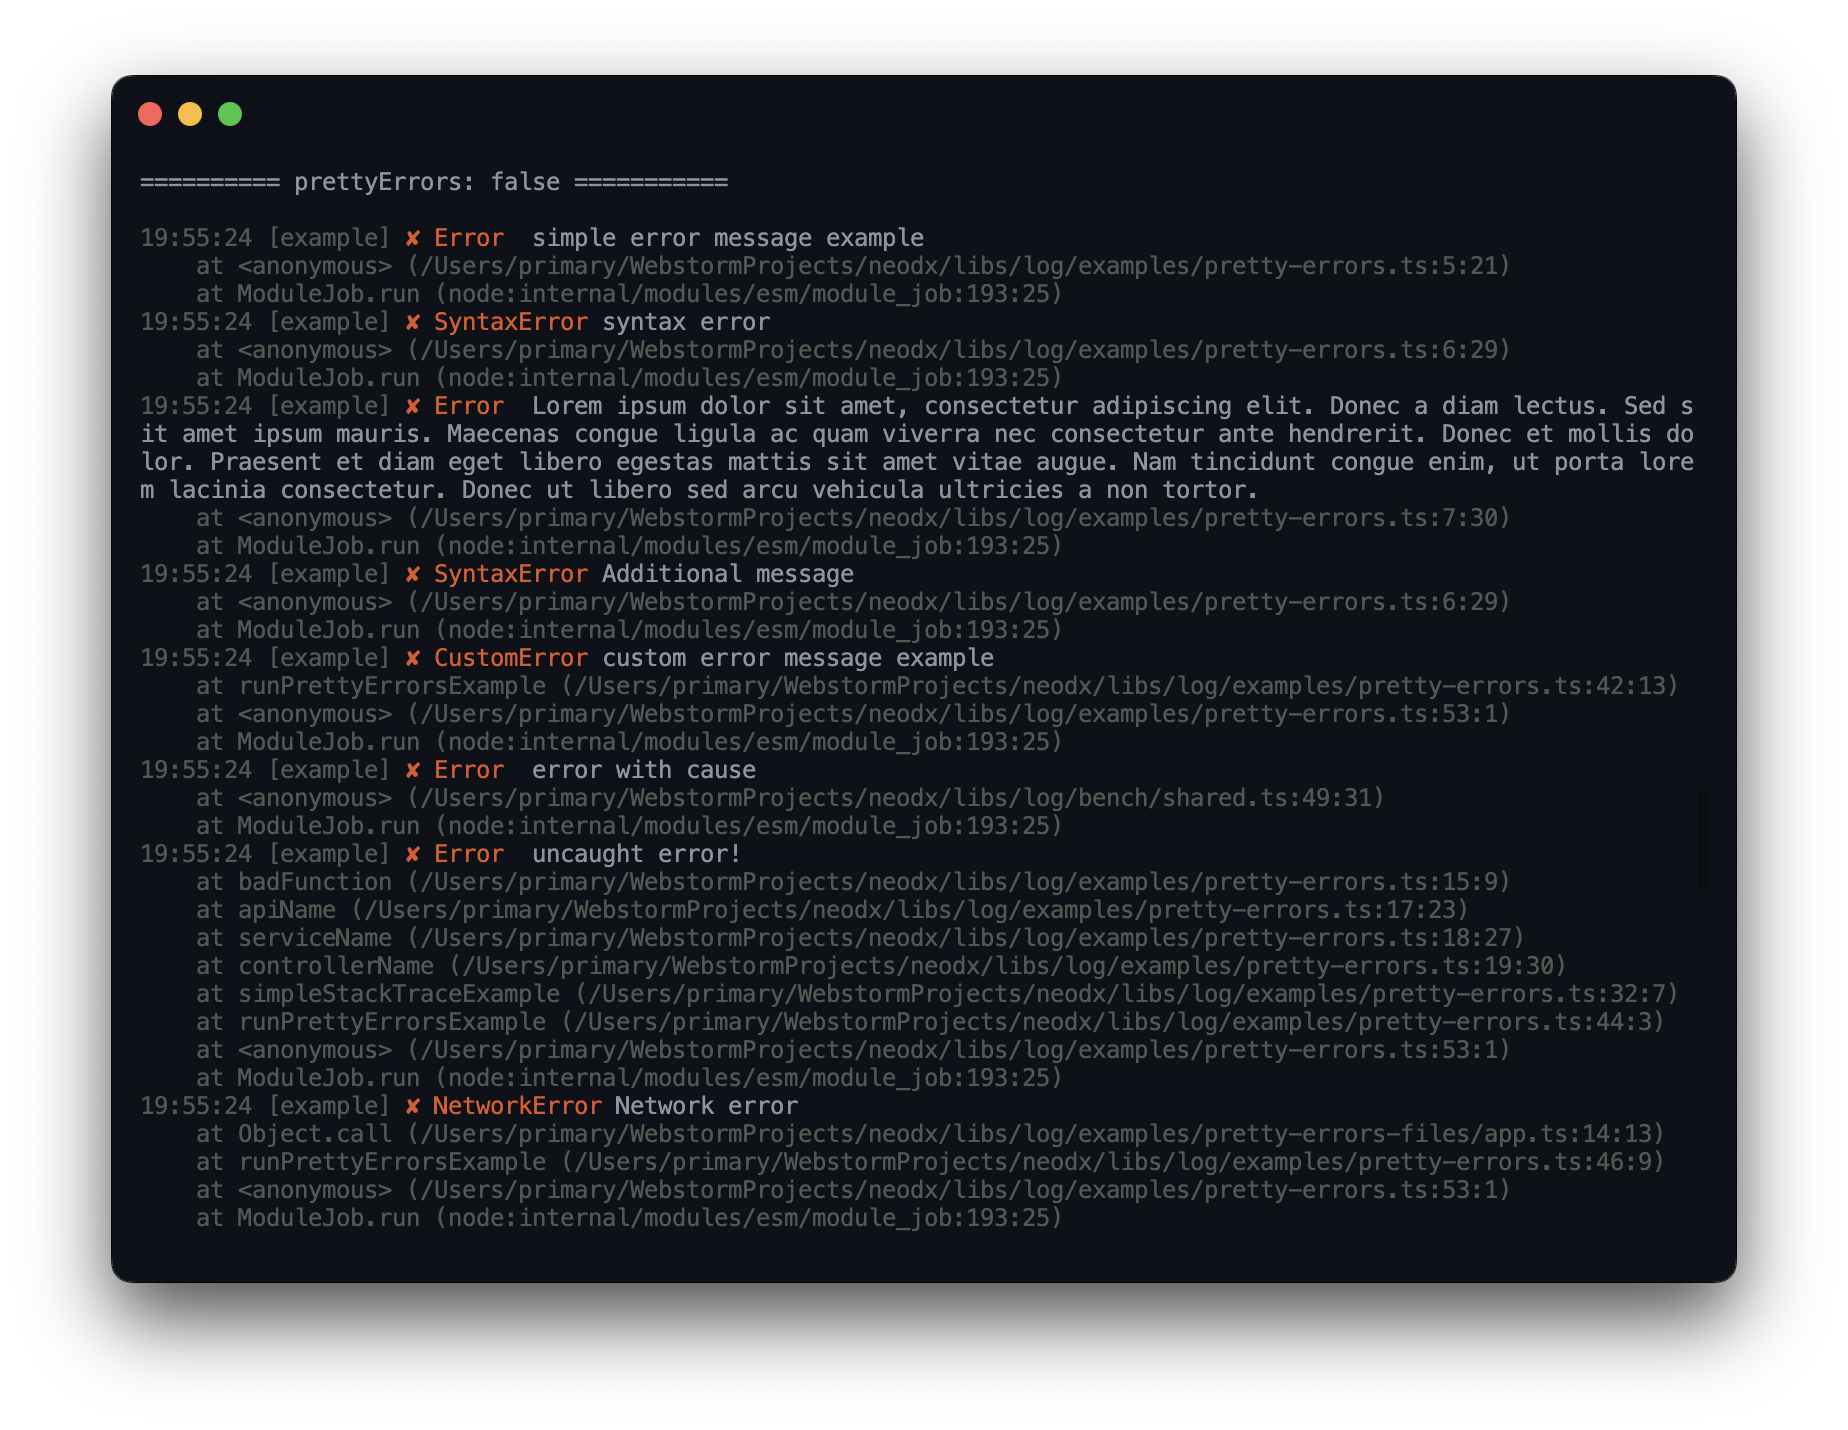 ========== prettyErrors: false ===========
19:55:24 [example] ✘ Error  simple error message example
    at <anonymous> (/Users/primary/WebstormProjects/neodx/libs/log/examples/pretty-errors.ts:5:21)
    at ModuleJob.run (node:internal/modules/esm/module_job:193:25)
19:55:24 [example] ✘ SyntaxError syntax error
    at <anonymous> (/Users/primary/WebstormProjects/neodx/libs/log/examples/pretty-errors.ts:6:29)
    at ModuleJob.run (node:internal/modules/esm/module_job:193:25)
19:55:24 [example] ✘ Error  Lorem ipsum dolor sit amet, consectetur adipiscing elit. Donec a diam lectus. Sed s
it amet ipsum mauris. Maecenas congue ligula ac quam viverra nec consectetur ante hendrerit. Donec et mollis do
lor. Praesent et diam eget libero egestas mattis sit amet vitae augue. Nam tincidunt congue enim, ut porta lore
m lacinia consectetur. Donec ut libero sed arcu vehicula ultricies a non tortor.
    at <anonymous> (/Users/primary/WebstormProjects/neodx/libs/log/examples/pretty-errors.ts:7:30)
    at ModuleJob.run (node:internal/modules/esm/module_job:193:25)
19:55:24 [example] ✘ SyntaxError Additional message
    at <anonymous> (/Users/primary/WebstormProjects/neodx/libs/log/examples/pretty-errors.ts:6:29)
    at ModuleJob.run (node:internal/modules/esm/module_job:193:25)
19:55:24 [example] ✘ CustomError custom error message example
    at runPrettyErrorsExample (/Users/primary/WebstormProjects/neodx/libs/log/examples/pretty-errors.ts:42:13)
    at <anonymous> (/Users/primary/WebstormProjects/neodx/libs/log/examples/pretty-errors.ts:53:1)
    at ModuleJob.run (node:internal/modules/esm/module_job:193:25)
19:55:24 [example] ✘ Error  error with cause
    at <anonymous> (/Users/primary/WebstormProjects/neodx/libs/log/bench/shared.ts:49:31)
    at ModuleJob.run (node:internal/modules/esm/module_job:193:25)
19:55:24 [example] ✘ Error  uncaught error!
    at badFunction (/Users/primary/WebstormProjects/neodx/libs/log/examples/pretty-errors.ts:15:9)
    at apiName (/Users/primary/WebstormProjects/neodx/libs/log/examples/pretty-errors.ts:17:23)
    at serviceName (/Users/primary/WebstormProjects/neodx/libs/log/examples/pretty-errors.ts:18:27)
    at controllerName (/Users/primary/WebstormProjects/neodx/libs/log/examples/pretty-errors.ts:19:30)
    at simpleStackTraceExample (/Users/primary/WebstormProjects/neodx/libs/log/examples/pretty-errors.ts:32:7)
    at runPrettyErrorsExample (/Users/primary/WebstormProjects/neodx/libs/log/examples/pretty-errors.ts:44:3)
    at <anonymous> (/Users/primary/WebstormProjects/neodx/libs/log/examples/pretty-errors.ts:53:1)
    at ModuleJob.run (node:internal/modules/esm/module_job:193:25)
19:55:24 [example] ✘ NetworkError Network error
    at Object.call (/Users/primary/WebstormProjects/neodx/libs/log/examples/pretty-errors-files/app.ts:14:13)
    at runPrettyErrorsExample (/Users/primary/WebstormProjects/neodx/libs/log/examples/pretty-errors.ts:46:9)
    at <anonymous> (/Users/primary/WebstormProjects/neodx/libs/log/examples/pretty-errors.ts:53:1)
    at ModuleJob.run (node:internal/modules/esm/module_job:193:25)